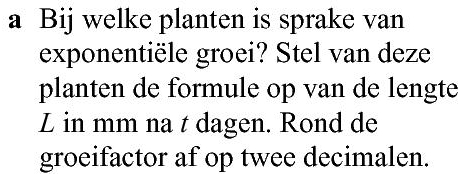 a Bij welke planten is sprake van
exponentiële groei? Stel van deze
planten de formule op van de lengte
L in mm na t dagen. Rond de
groeifactor af op twee decimalen.